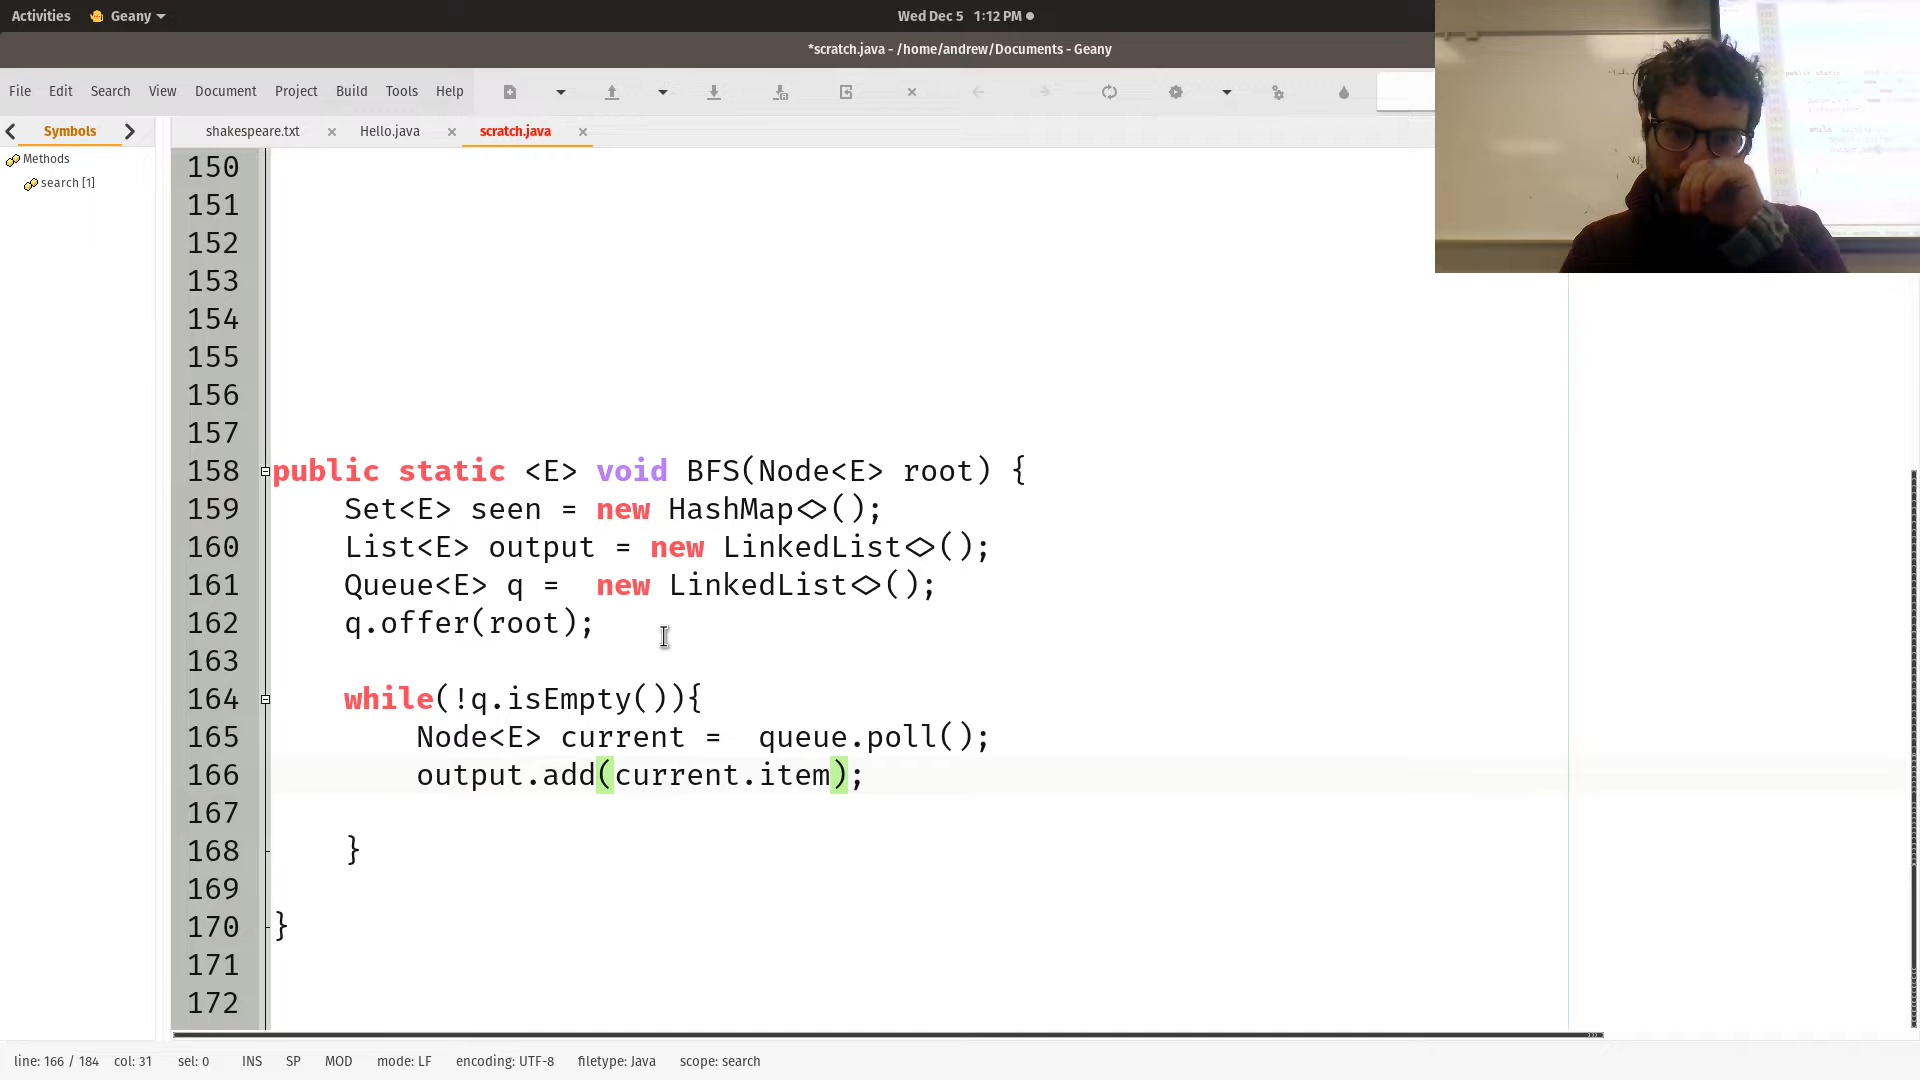 Activities Geany Wed Dec 5 1:12 PM
*scratch.java - /home/andrew/Documents - Geany
File Edit Search View Document Project Build Tools Help
Symbols shakespeare.txt Hello.java scratch.java
Methods
search [1]
150
151
152
153
154
155
156
157
158 public static <E> void BFS(Node<E> root) {
159 Set<E> seen = new HashMap<>();
160 List<E> output = new LinkedList<>();
161 Queue<E> q =  new LinkedList<>();
162 q.offer(root);
163
164 while(!q.isEmpty()){
165 Node<E> current =  queue.poll();
166 output.add(current.item);
167
168 }
169
170 }
171
172
line: 166 / 184 col: 31 sel: 0 INS SP MOD mode: LF encoding: UTF-8 filetype: Java scope: search